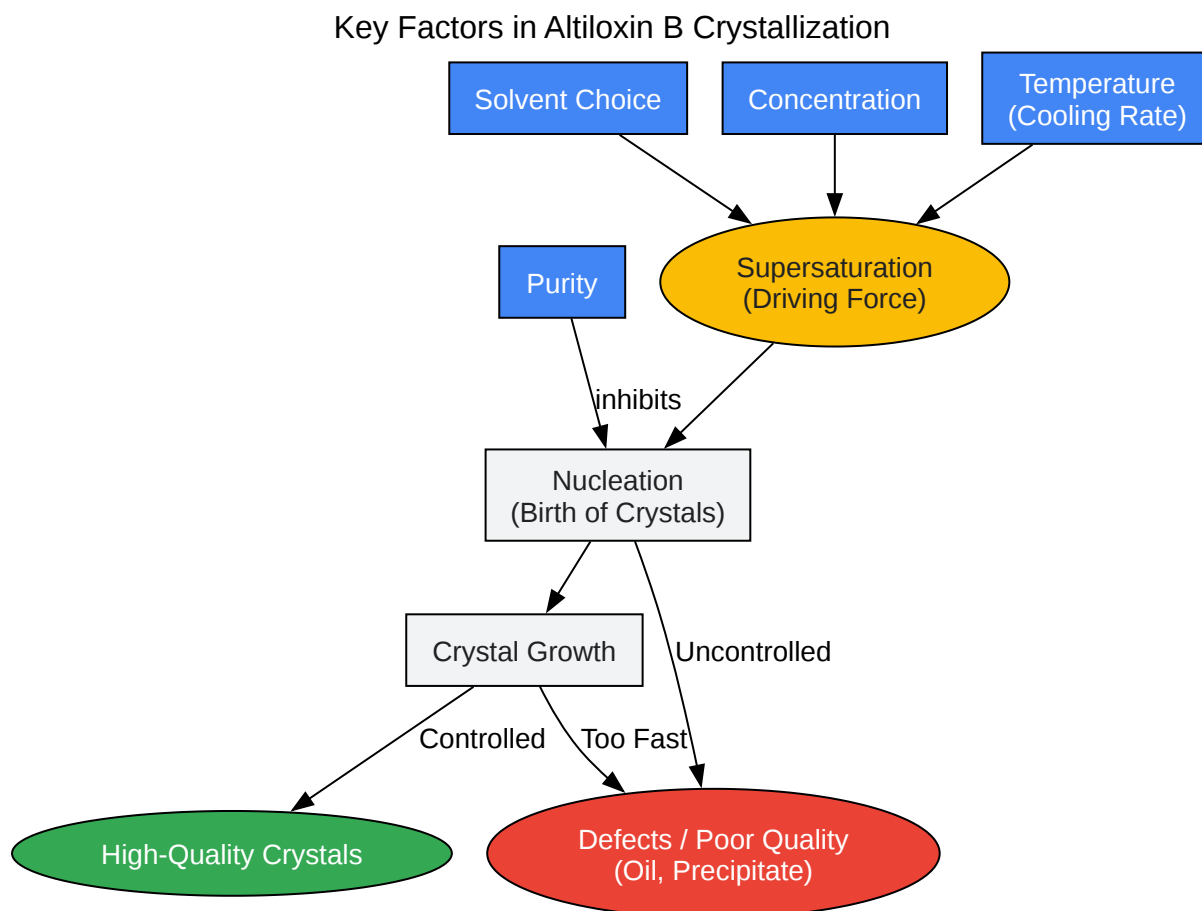 Key Factors in Altiloxin B Crystallization
Solvent Choice
Concentration
Temperature
(Cooling Rate)
Supersaturation
(Driving Force)
Purity
inhibits
Nucleation
(Birth of Crystals)
Crystal Growth
Uncontrolled
Controlled
Too Fast
High-Quality Crystals
Defects / Poor Quality
(Oil, Precipitate)